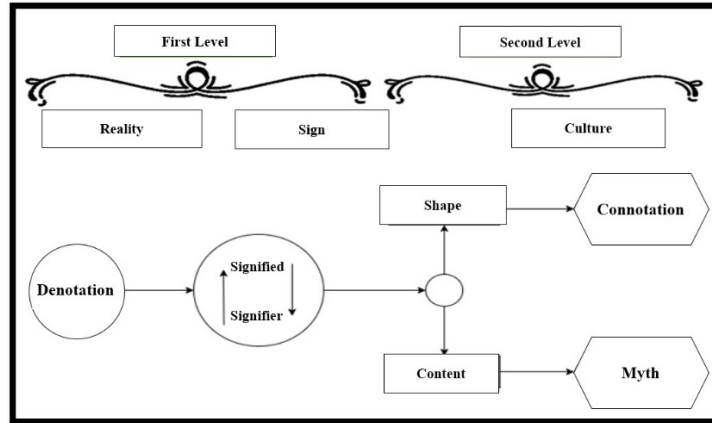 First Level
Second Level
Reality
Sign
Culture
Shape
Connotation
Signified
Denotation
Signifier
Content
Myth